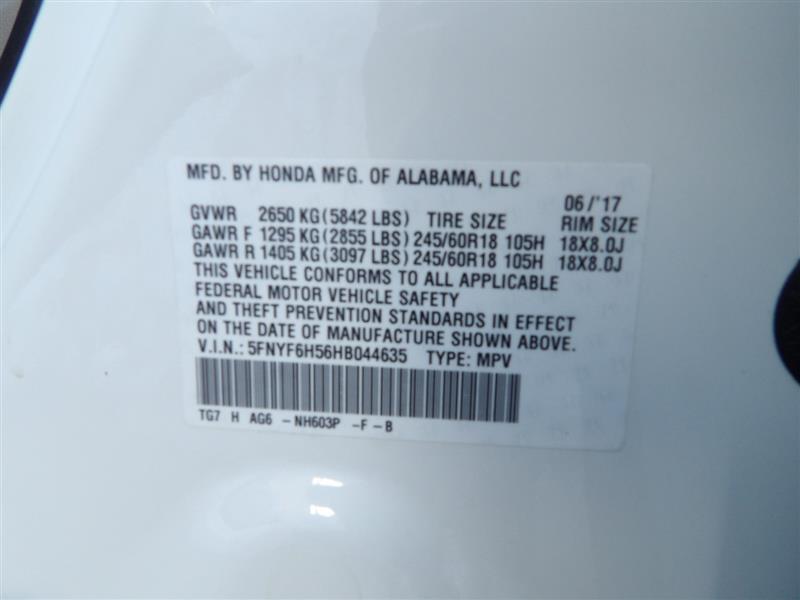 MFD. BY HONDA MFG. OF ALABAMA, LLC
06/'17
GVWR 2650 KG(5842 LBS) TIRE SIZE RIM SIZE
GAWR F 1295 KG(2855 LBS) 245/60R18 105H 18X8.0J
GAWR R 1405 KG(3097 LBS) 245/60R18 105H 18X8.0J
THIS VEHICLE CONFORMS TO ALL APPLICABLE
FEDERAL MOTOR VEHICLE SAFETY
AND THEFT PREVENTION STANDARDS IN EFFECT
ON THE DATE OF MANUFACTURE SHOWN ABOVE.
V.I.N.: 5FNYF6H56HB044635 TYPE: MPV
TG7 H AG6 -NH603P -F -B